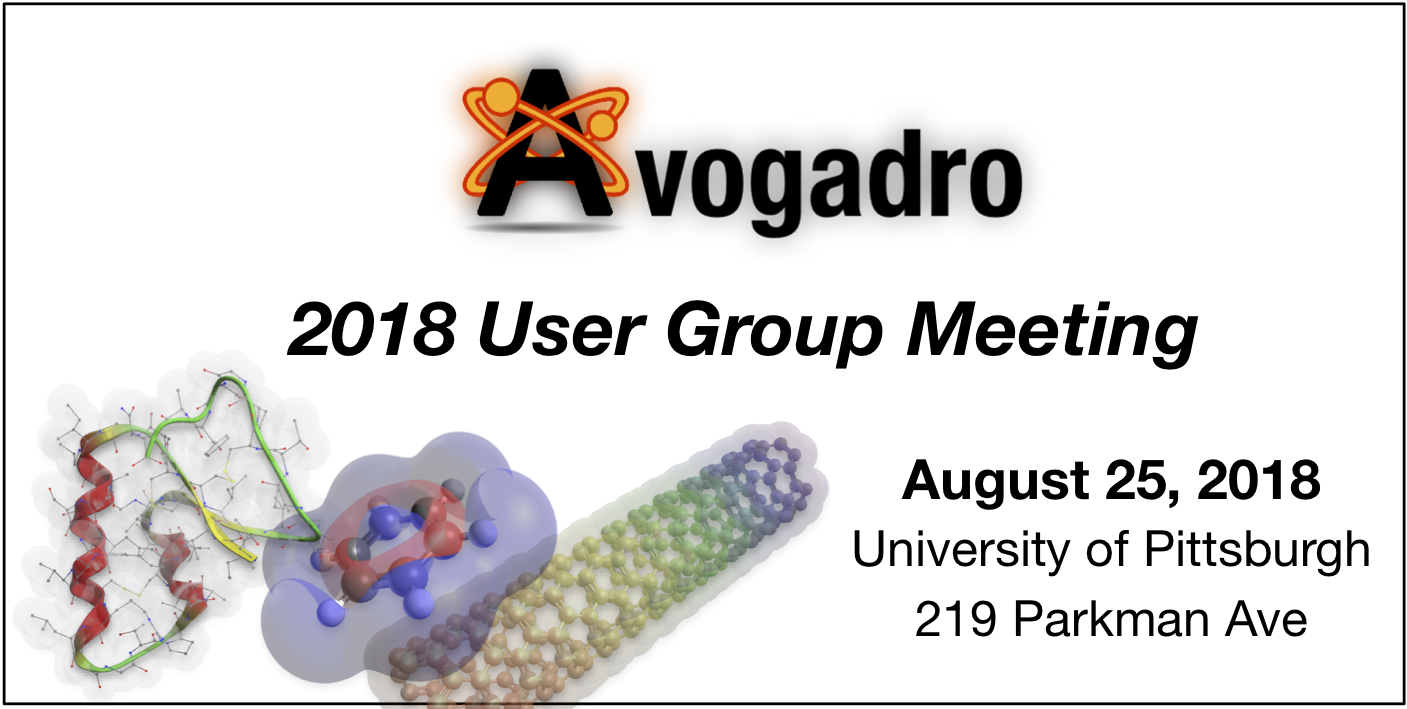 Avogadro
2018 User Group Meeting
August 25, 2018
University of Pittsburgh
219 Parkman Ave